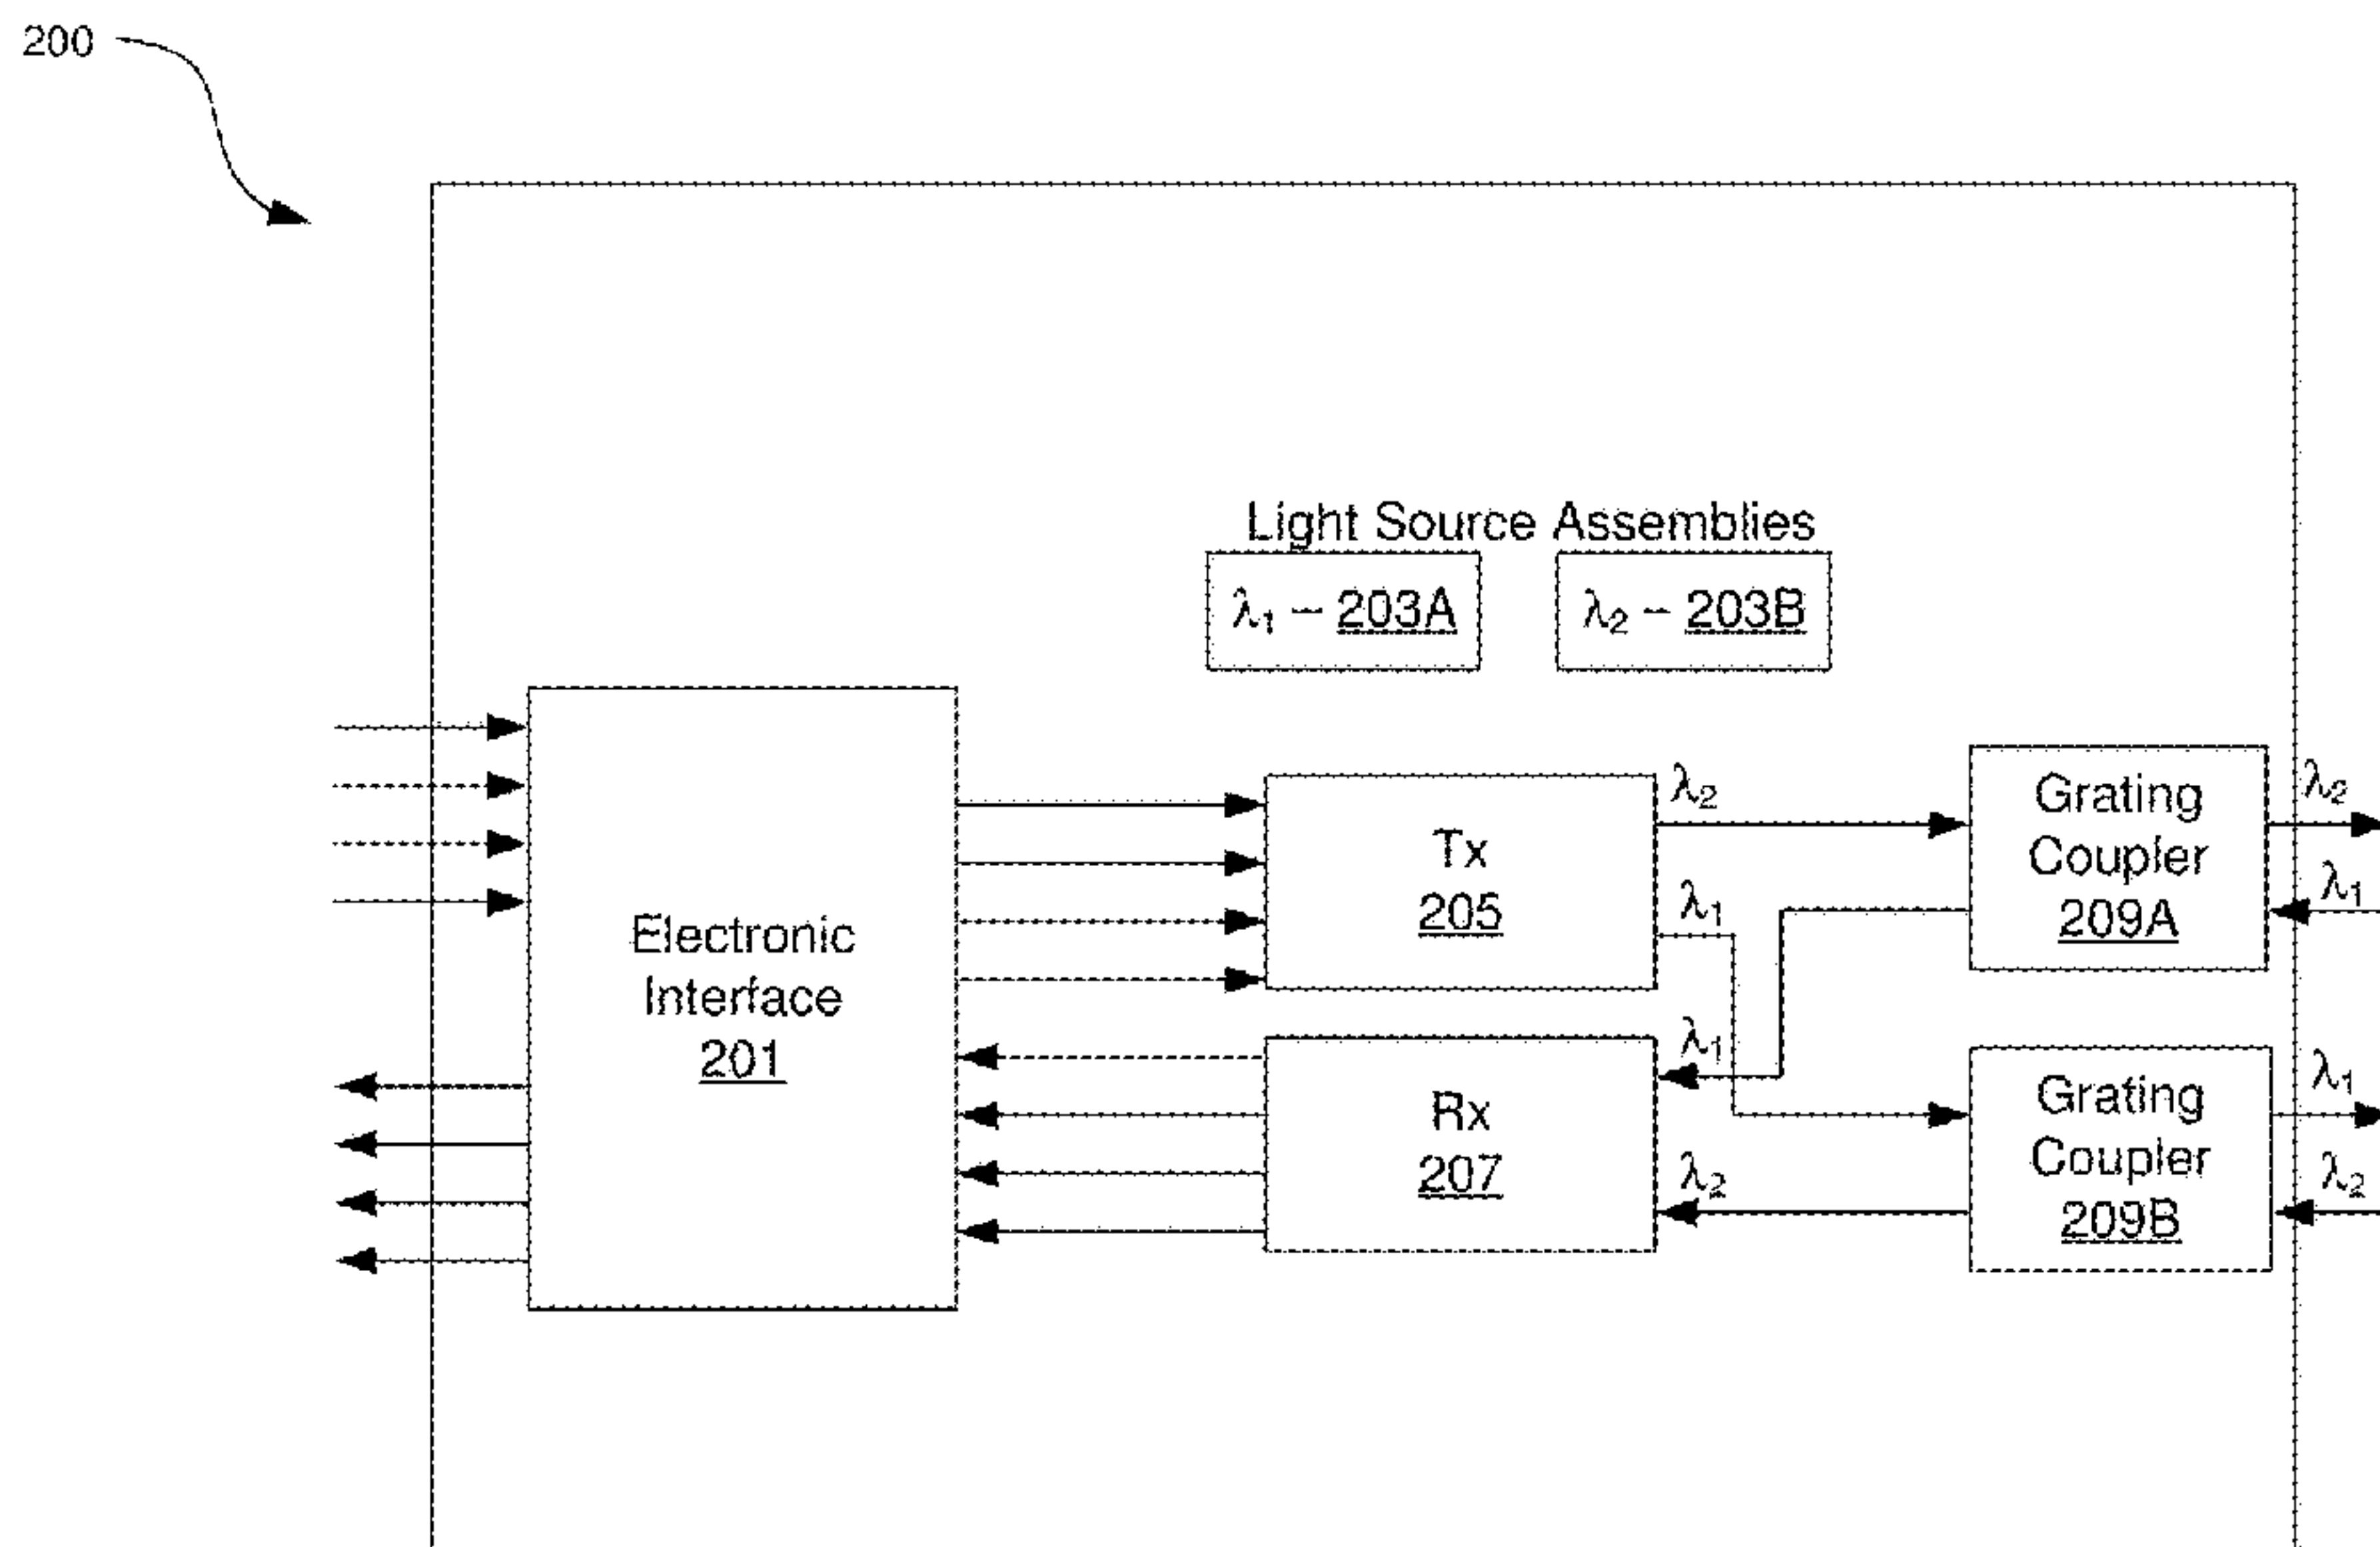 200
Light Source Assemblies
λ₁ – 203A
λ₂ – 203B
Electronic
Interface
201
Tx
205
Rx
207
λ₂
λ₁
λ₁
λ₂
Grating
Coupler
209A
Grating
Coupler
209B
λ₂
λ₁
λ₁
λ₂